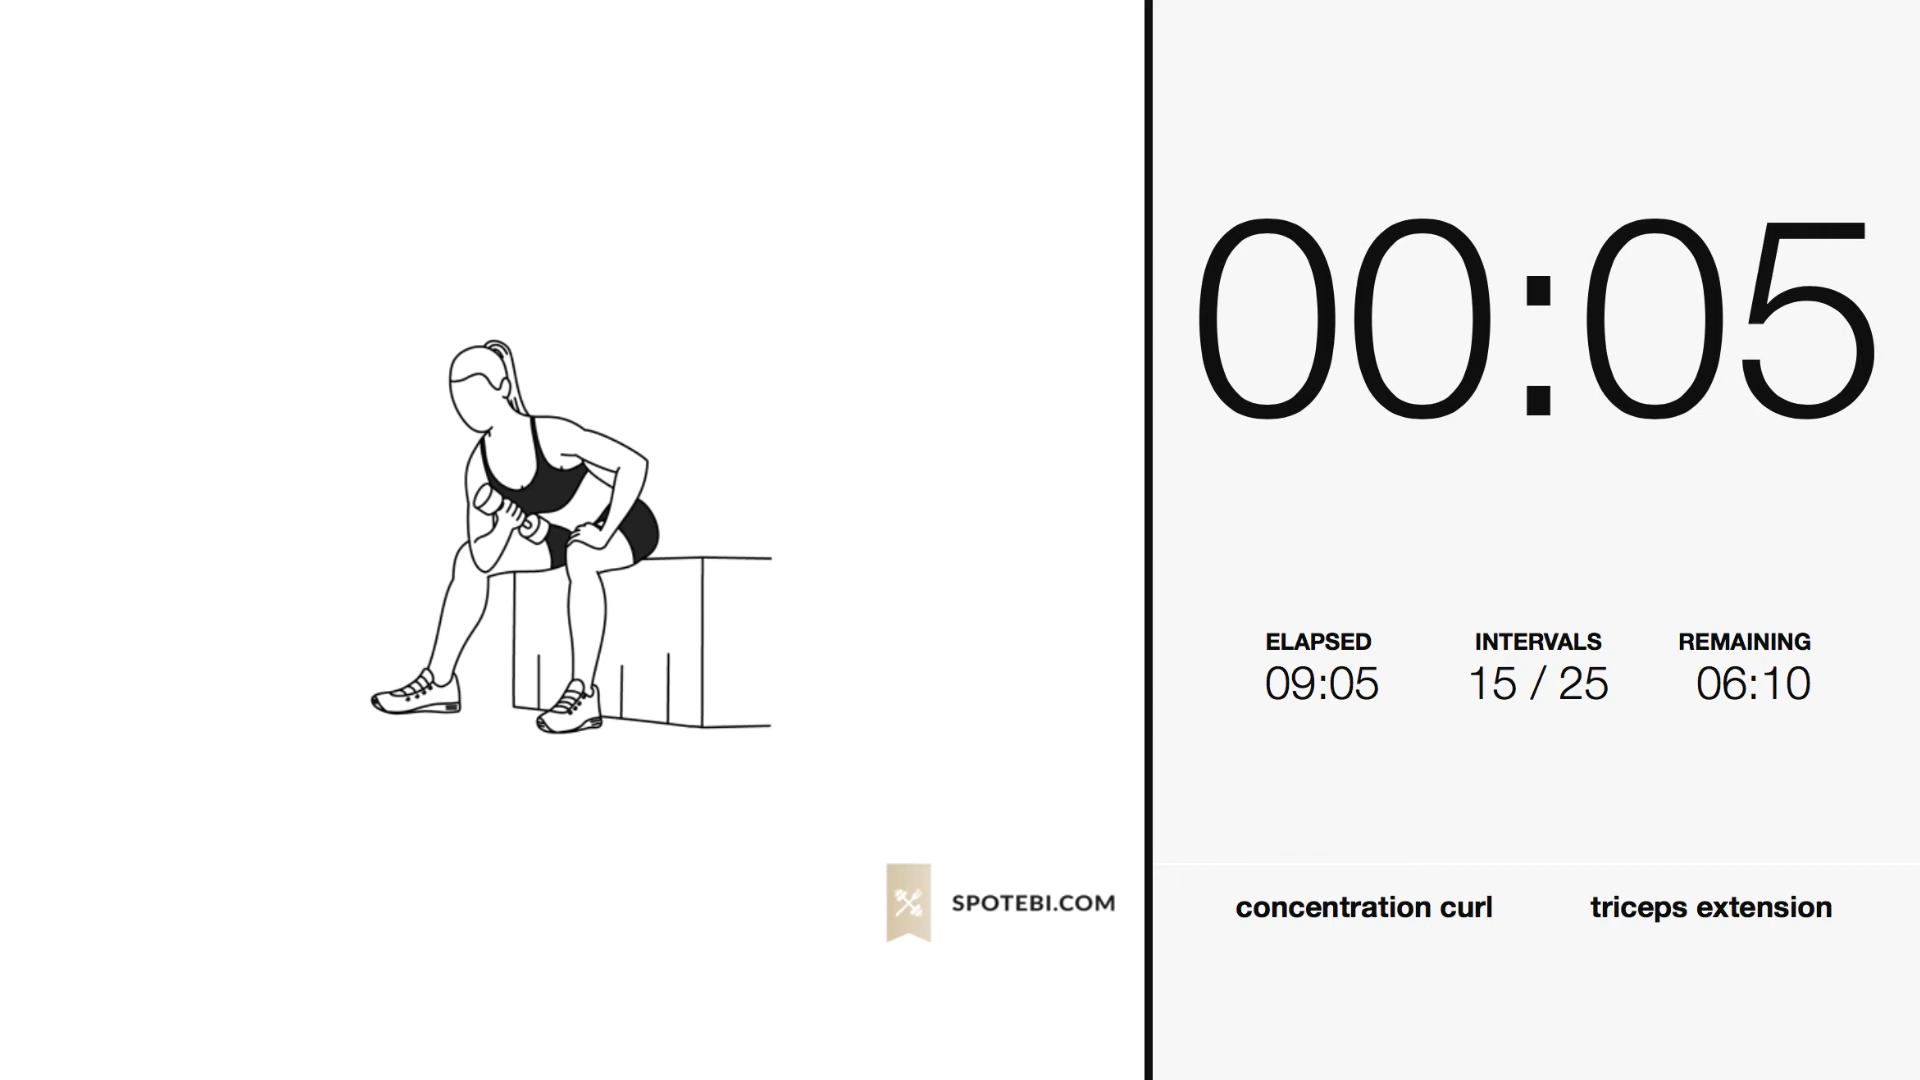 00:05
ELAPSED INTERVALS REMAINING
09:05 15 / 25 06:10
SPOTEBI.COM
concentration curl triceps extension